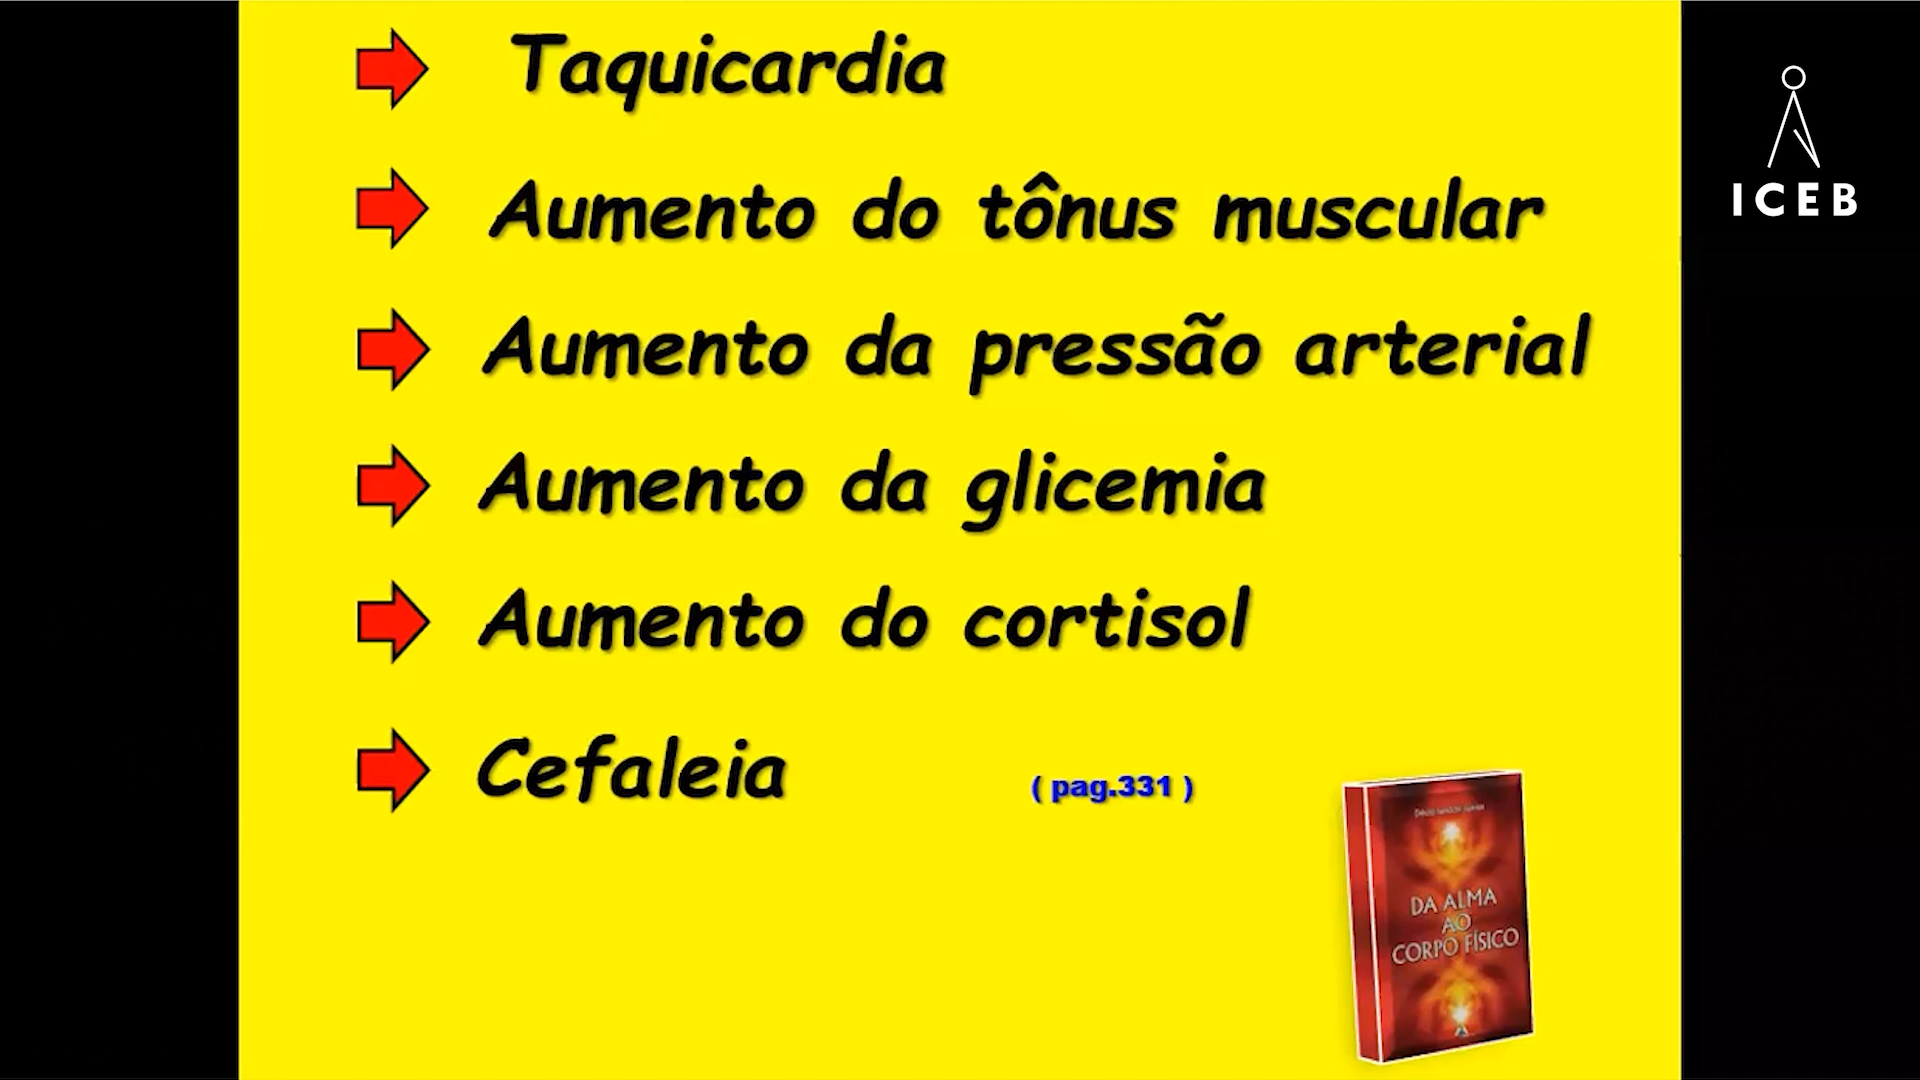 Taquicardia
Aumento do tônus muscular
Aumento da pressão arterial
Aumento da glicemia
Aumento do cortisol
Cefaleia
( pag.331 )
ICEB
DA ALMA
AO
CORPO FÍSICO